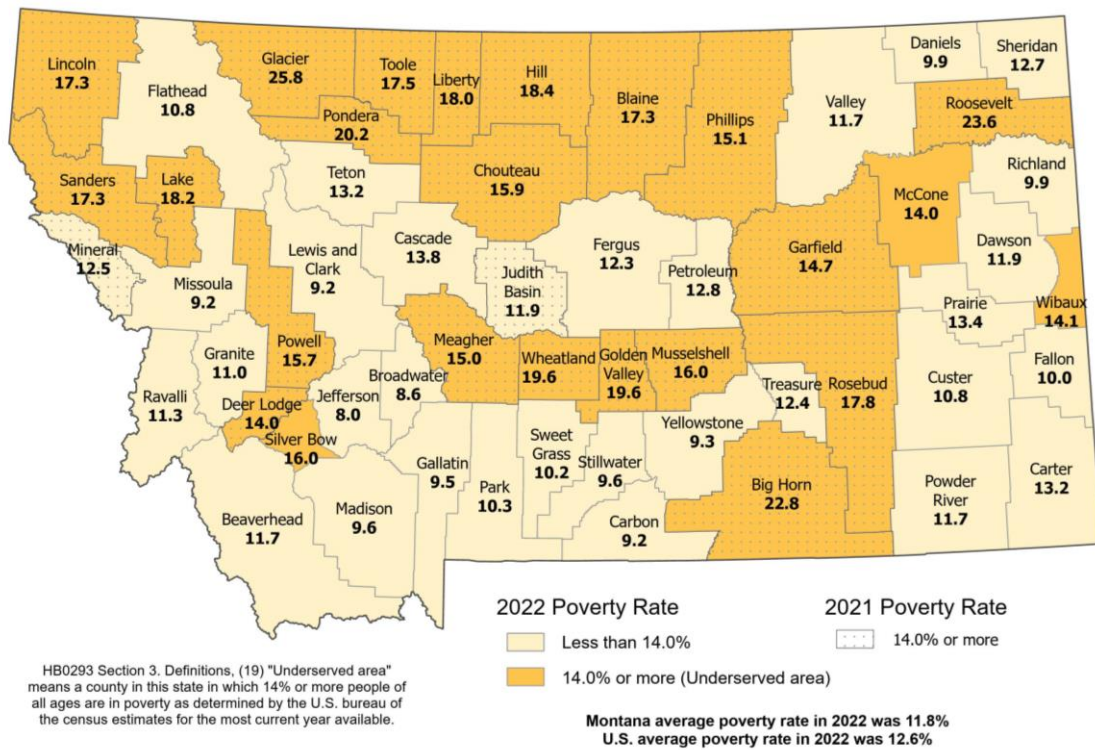 Lincoln
17.3
Flathead
10.8
Glacier
25.8
Toole
17.5
Liberty
18.0
Hill
18.4
Blaine
17.3
Phillips
15.1
Valley
11.7
Daniels
9.9
Sheridan
12.7
Roosevelt
23.6
Pondera
20.2
Sanders
17.3
Lake
18.2
Teton
13.2
Chouteau
15.9
McCone
14.0
Richland
9.9
Mineral
12.5
Missoula
9.2
Lewis and
Clark
9.2
Cascade
13.8
Judith
Basin
11.9
Fergus
12.3
Petroleum
12.8
Garfield
14.7
Dawson
11.9
Prairie
13.4
Wibaux
14.1
Powell
15.7
Granite
11.0
Ravalli
11.3
Deer Lodge
14.0
Silver Bow
16.0
Jefferson
8.0
Broadwater
8.6
Meagher
15.0
Wheatland
19.6
Golden
Valley
19.6
Musselshell
16.0
Treasure
12.4
Rosebud
17.8
Custer
10.8
Fallon
10.0
Beaverhead
11.7
Madison
9.6
Gallatin
9.5
Park
10.3
Sweet
Grass
10.2
Stillwater
9.6
Yellowstone
9.3
Carbon
9.2
Big Horn
22.8
Powder
River
11.7
Carter
13.2
2022 Poverty Rate
Less than 14.0%
14.0% or more (Underserved area)
2021 Poverty Rate
14.0% or more
HB0293 Section 3. Definitions, (19) "Underserved area"
means a county in this state in which 14% or more people of
all ages are in poverty as determined by the U.S. bureau of
the census estimates for the most current year available.
Montana average poverty rate in 2022 was 11.8%
U.S. average poverty rate in 2022 was 12.6%